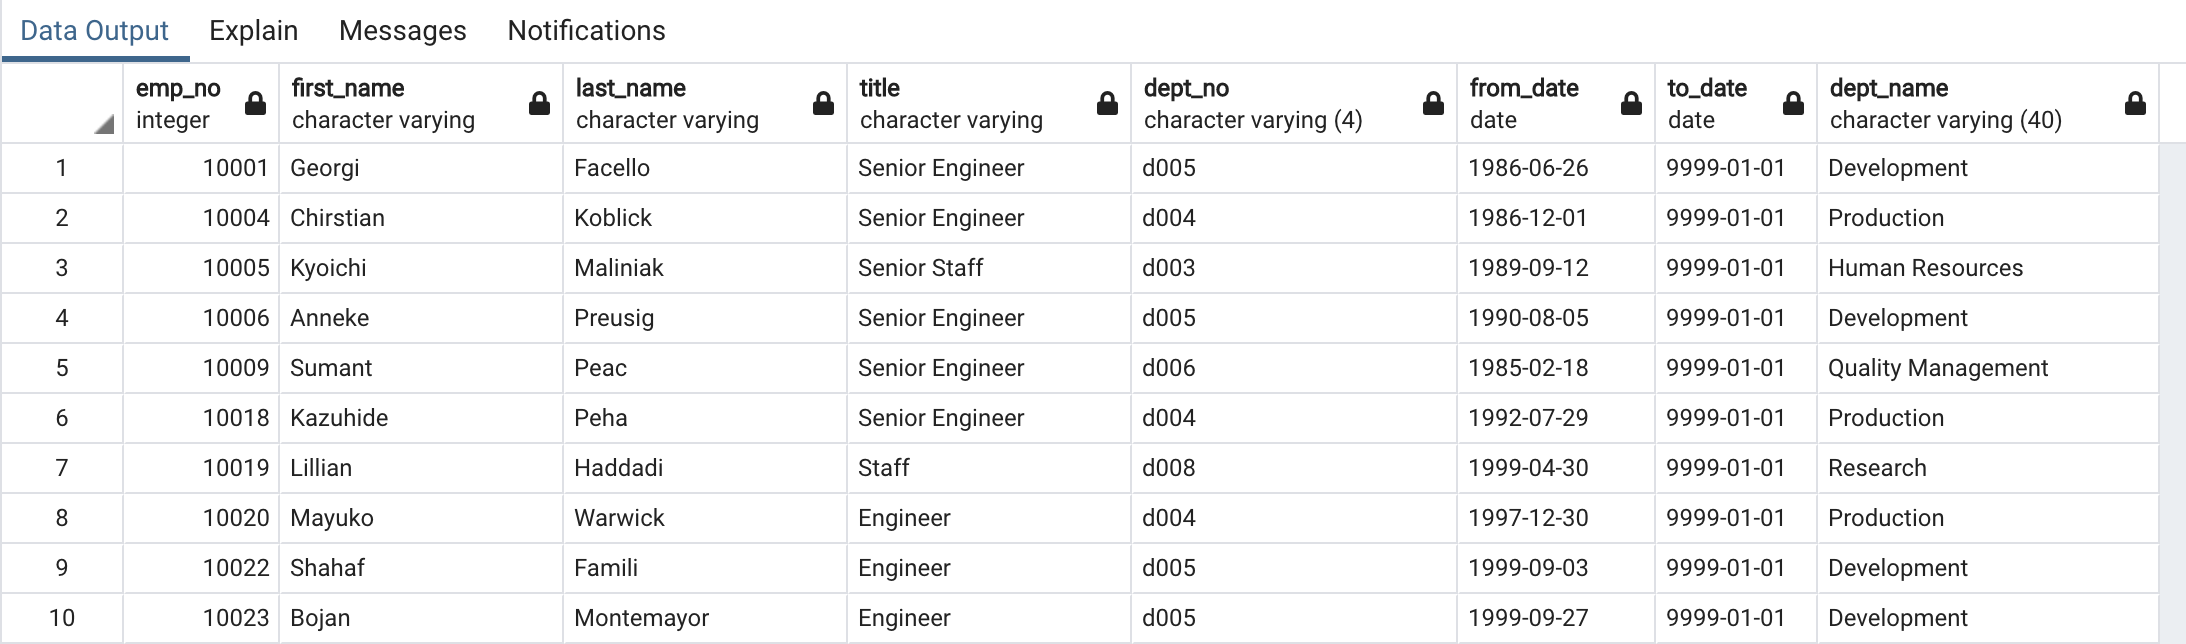 Data Output Explain Messages Notifications
emp_no first_name last_name title dept_no from_date to_date dept_name
integer character varying character varying character varying character varying (4) date date character varying (40)
1 10001 Georgi Facello Senior Engineer d005 1986-06-26 9999-01-01 Development
2 10004 Chirstian Koblick Senior Engineer d004 1986-12-01 9999-01-01 Production
3 10005 Kyoichi Maliniak Senior Staff d003 1989-09-12 9999-01-01 Human Resources
4 10006 Anneke Preusig Senior Engineer d005 1990-08-05 9999-01-01 Development
5 10009 Sumant Peac Senior Engineer d006 1985-02-18 9999-01-01 Quality Management
6 10018 Kazuhide Peha Senior Engineer d004 1992-07-29 9999-01-01 Production
7 10019 Lillian Haddadi Staff d008 1999-04-30 9999-01-01 Research
8 10020 Mayuko Warwick Engineer d004 1997-12-30 9999-01-01 Production
9 10022 Shahaf Famili Engineer d005 1999-09-03 9999-01-01 Development
10 10023 Bojan Montemayor Engineer d005 1999-09-27 9999-01-01 Development